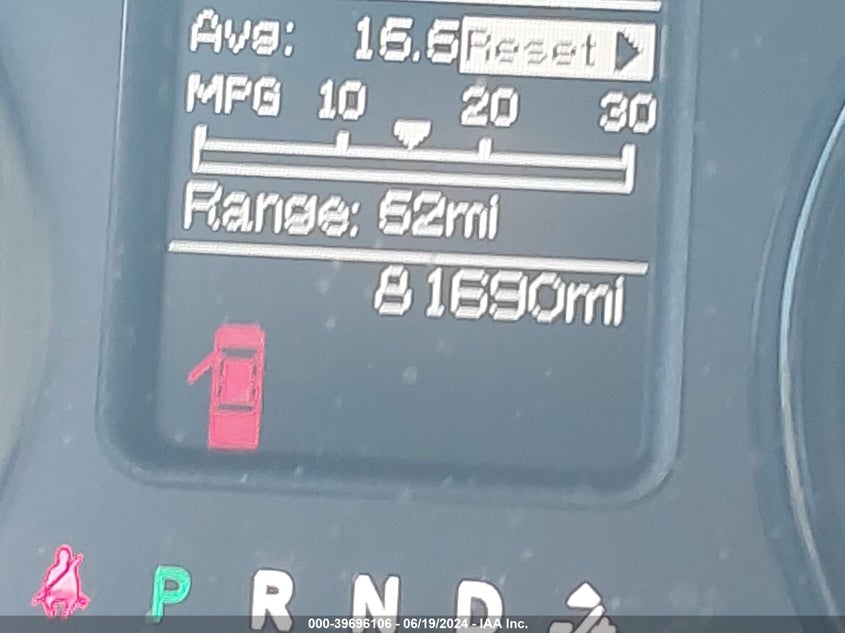 Avg: 16.6 Reset
MPG 10 20 30
Range: 62mi
81690mi
P R N D
000-39696106 - 06/19/2024 - IAA Inc.